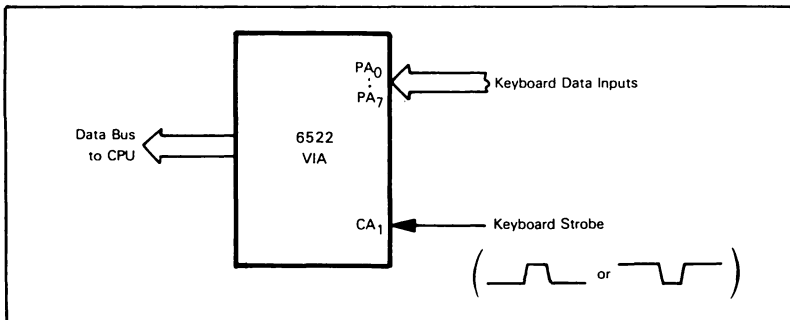 PA0
:
PA7
Keyboard Data Inputs
Data Bus
to CPU
6522
VIA
CA1
Keyboard Strobe
( or )